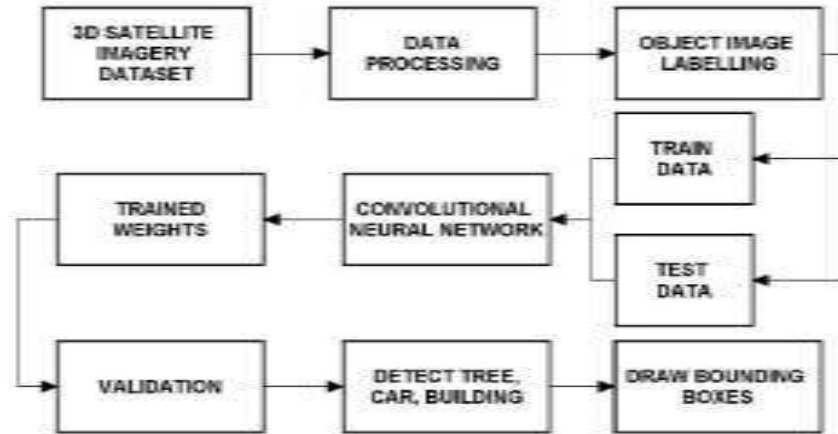 3D SATELLITE
IMAGERY
DATASET
DATA
PROCESSING
OBJECT IMAGE
LABELLING
TRAIN
DATA
TRAINED
WEIGHTS
CONVOLUTIONAL
NEURAL NETWORK
TEST
DATA
VALIDATION
DETECT TREE,
CAR, BUILDING
DRAW BOUNDING
BOXES